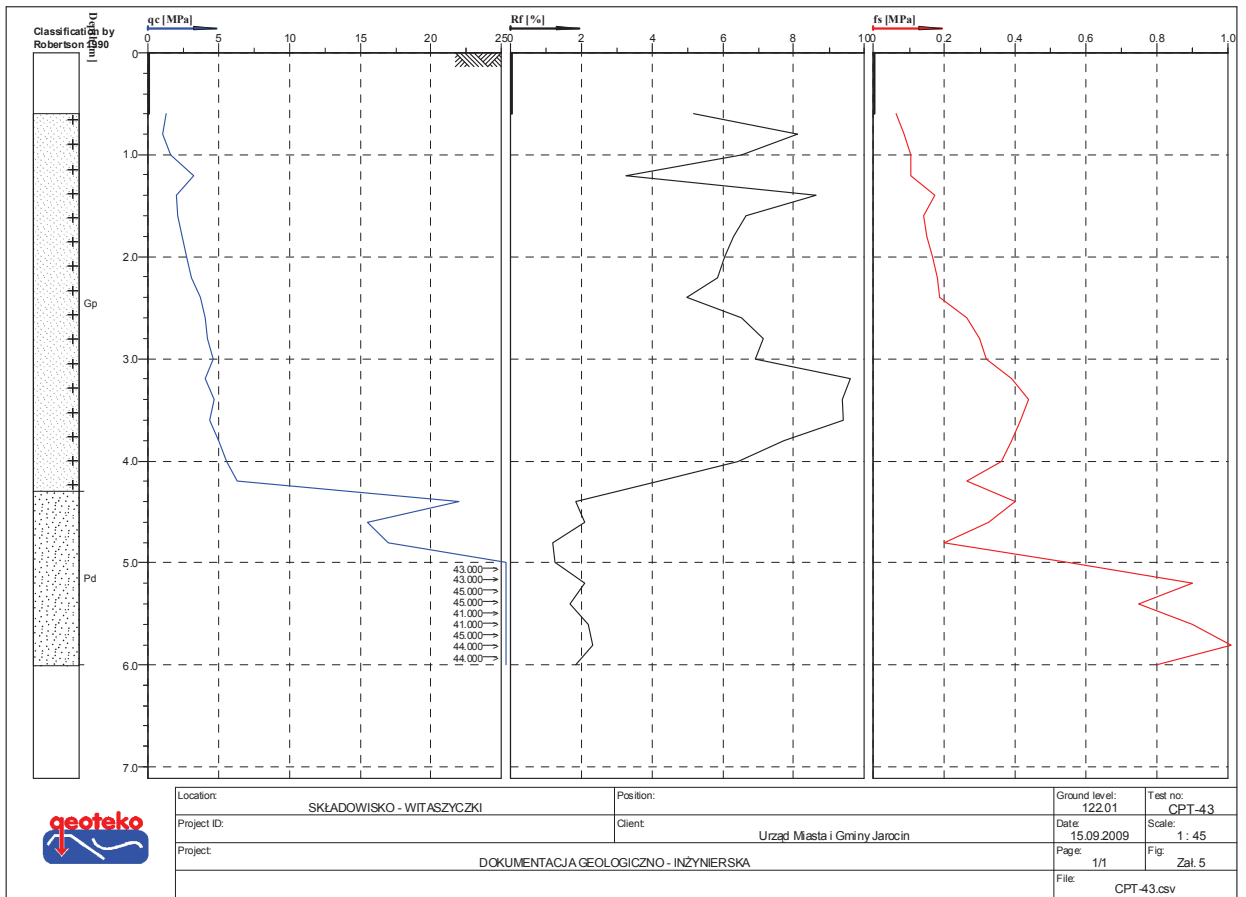 Classification by
Robertson 1990
Depth [m]
qc [MPa]
Rf [%]
fs [MPa]
0 5 10 15 20 25
0 2 4 6 8 10
0 0.2 0.4 0.6 0.8 1.0
0
1.0
2.0
Gp
3.0
4.0
5.0
43.000
43.000
Pd
45.000
45.000
41.000
41.000
45.000
44.000
44.000
6.0
7.0
geoteko
Location:
SKŁADOWISKO - WITASZYCZKI
Position:
Ground level:
122.01
Test no:
CPT-43
Project ID:
Client:
Urząd Miasta i Gminy Jarocin
Date:
15.09.2009
Scale:
1 : 45
Project:
DOKUMENTACJA GEOLOGICZNO - INŻYNIERSKA
Page:
1/1
Fig:
Zał. 5
File:
CPT-43.csv